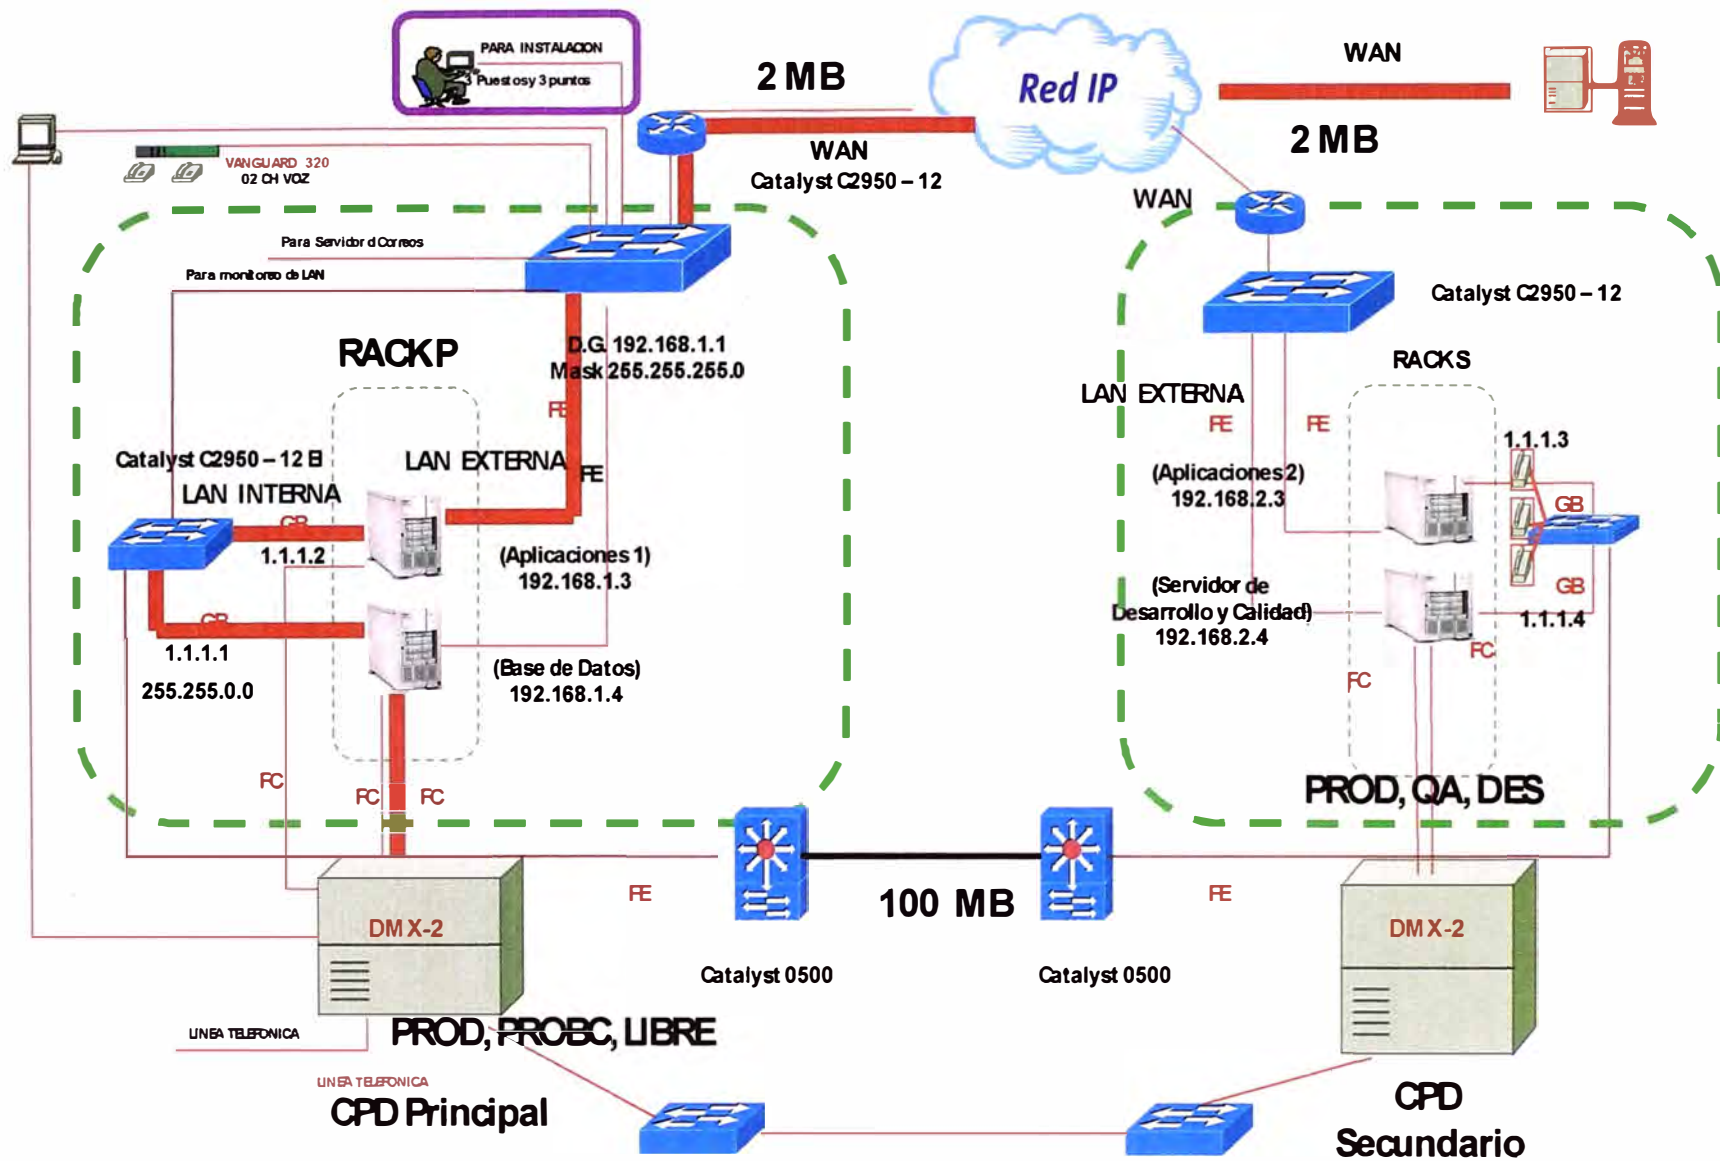 PARA INSTALACION
3 Puestos y 3 puntos
2 MB
Red IP
WAN
2 MB
VANGUARD 320
02 CH VOZ
WAN
Catalyst C2950 – 12
WAN
Para Servidor d Correos
Para monitoreo de LAN
Catalyst C2950 – 12
RACKP
D.G. 192.168.1.1
Mask 255.255.255.0
RACKS
LAN EXTERNA
FE
FE
FE
1.1.1.3
Catalyst C2950 – 12 EI
LAN EXTERNA
FE
LAN INTERNA
GB
1.1.1.2
(Aplicaciones 1)
192.168.1.3
(Aplicaciones 2)
192.168.2.3
GB
(Servidor de
Desarrollo y Calidad)
192.168.2.4
GB
1.1.1.4
GB
1.1.1.1
255.255.0.0
(Base de Datos)
192.168.1.4
FC
FC
FC
FC
FC
PROD, QA, DES
FE
100 MB
FE
DMX-2
DMX-2
Catalyst 0500
Catalyst 0500
LINEA TELEFONICA
PROD, PROBC, LIBRE
LINEA TELEFONICA
CPD Principal
CPD
Secundario